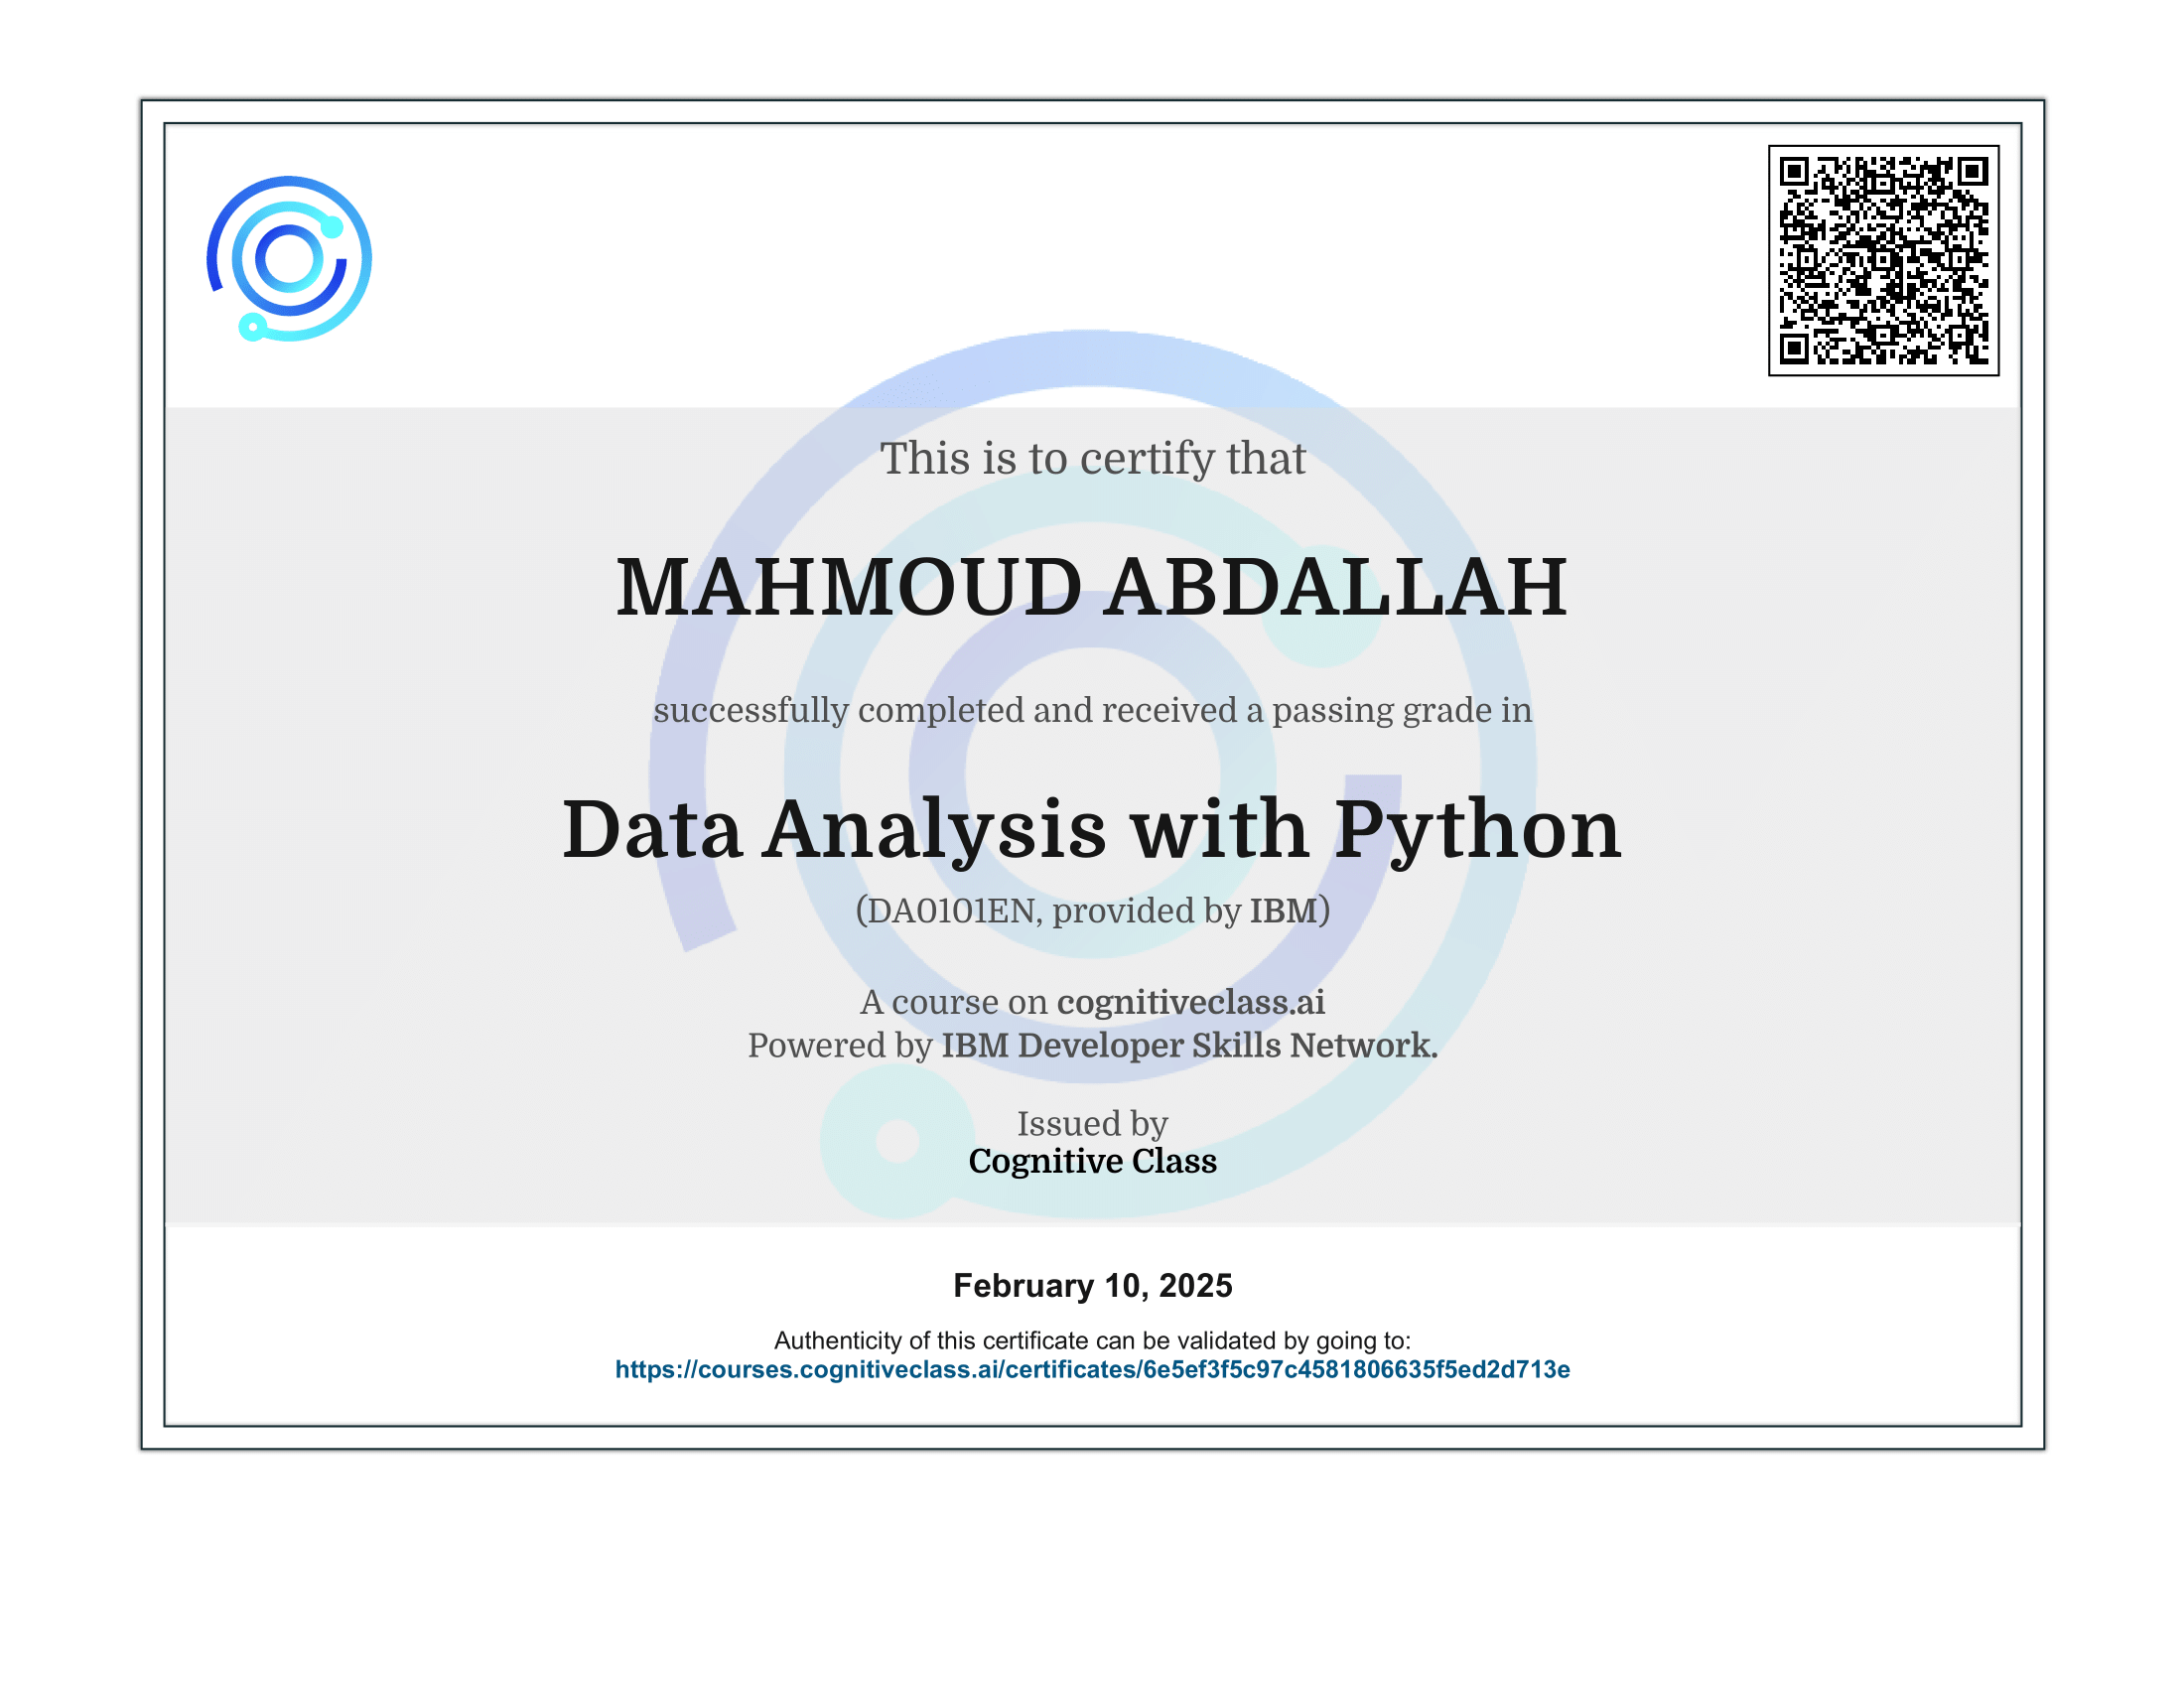 This is to certify that
MAHMOUD ABDALLAH
successfully completed and received a passing grade in
Data Analysis with Python
(DA0101EN, provided by IBM)
A course on cognitiveclass.ai
Powered by IBM Developer Skills Network.
Issued by
Cognitive Class
February 10, 2025
Authenticity of this certificate can be validated by going to:
https://courses.cognitiveclass.ai/certificates/6e5ef3f5c97c4581806635f5ed2d713e